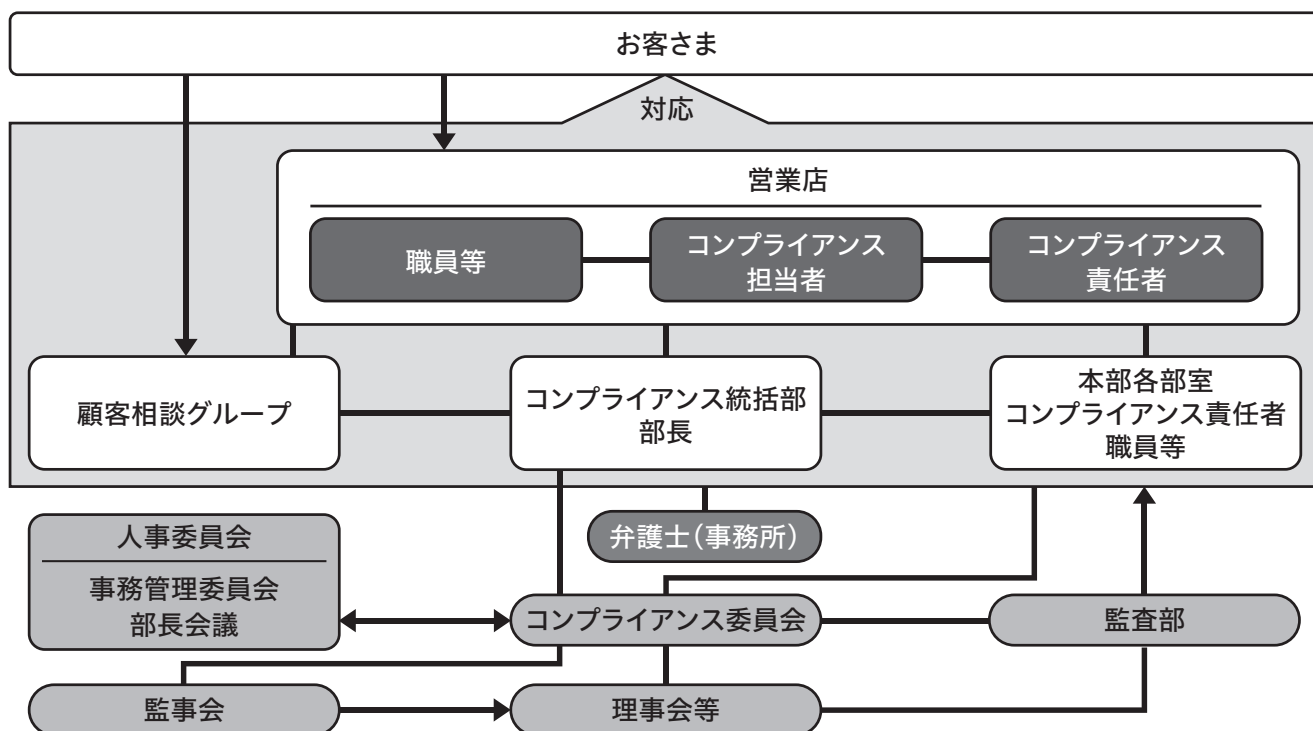 お客さま
対応
営業店
職員等
コンプライアンス
担当者
コンプライアンス
責任者
顧客相談グループ
コンプライアンス統括部
部長
本部各部室
コンプライアンス責任者
職員等
弁護士(事務所)
人事委員会
事務管理委員会
部長会議
コンプライアンス委員会
監査部
監事会
理事会等